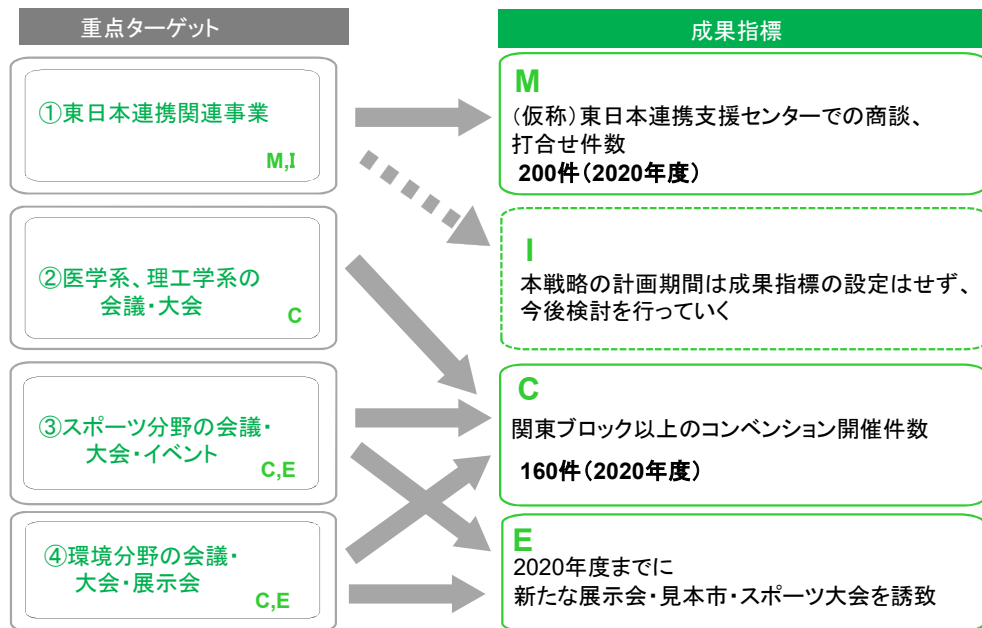 重点ターゲット
①東日本連携関連事業
M,I
②医学系、理工学系の
会議・大会
C
③スポーツ分野の会議・
大会・イベント
C,E
④環境分野の会議・
大会・展示会
C,E
成果指標
M
(仮称)東日本連携支援センターでの商談、
打合せ件数
200件(2020年度)
I
本戦略の計画期間は成果指標の設定はせず、
今後検討を行っていく
C
関東ブロック以上のコンベンション開催件数
160件(2020年度)
E
2020年度までに
新たな展示会・見本市・スポーツ大会を誘致